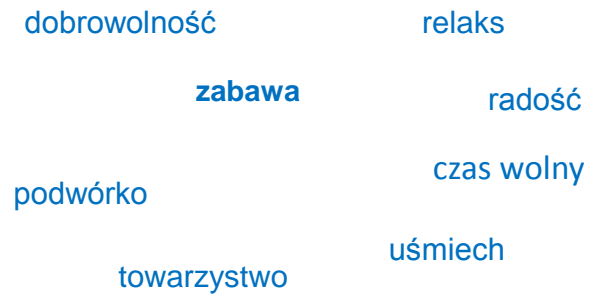 dobrowolność
relaks
zabawa
radość
czas wolny
podwórko
uśmiech
towarzystwo